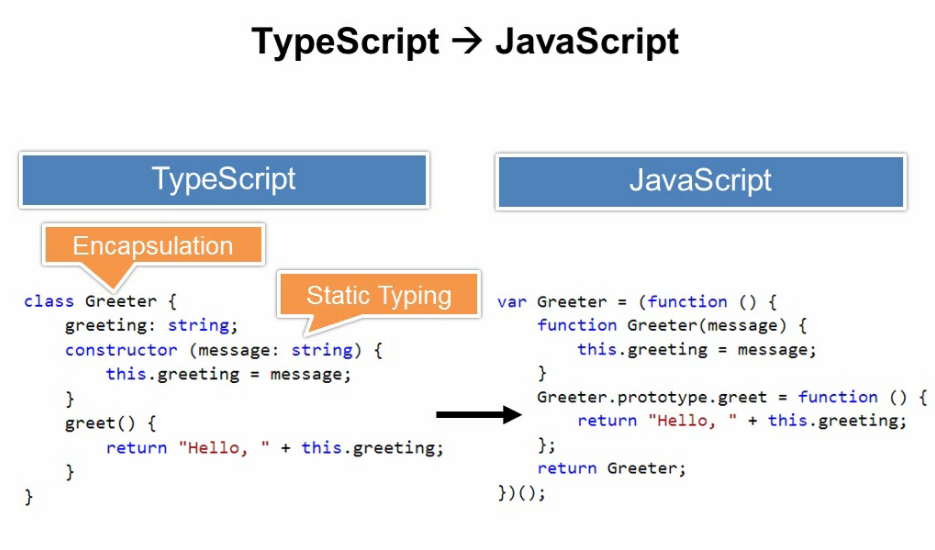 TypeScript → JavaScript
TypeScript
Encapsulation
Static Typing
class Greeter {
    greeting: string;
    constructor (message: string) {
        this.greeting = message;
    }
    greet() {
        return "Hello, " + this.greeting;
    }
}
JavaScript
var Greeter = (function () {
    function Greeter(message) {
        this.greeting = message;
    }
    Greeter.prototype.greet = function () {
        return "Hello, " + this.greeting;
    };
    return Greeter;
})();